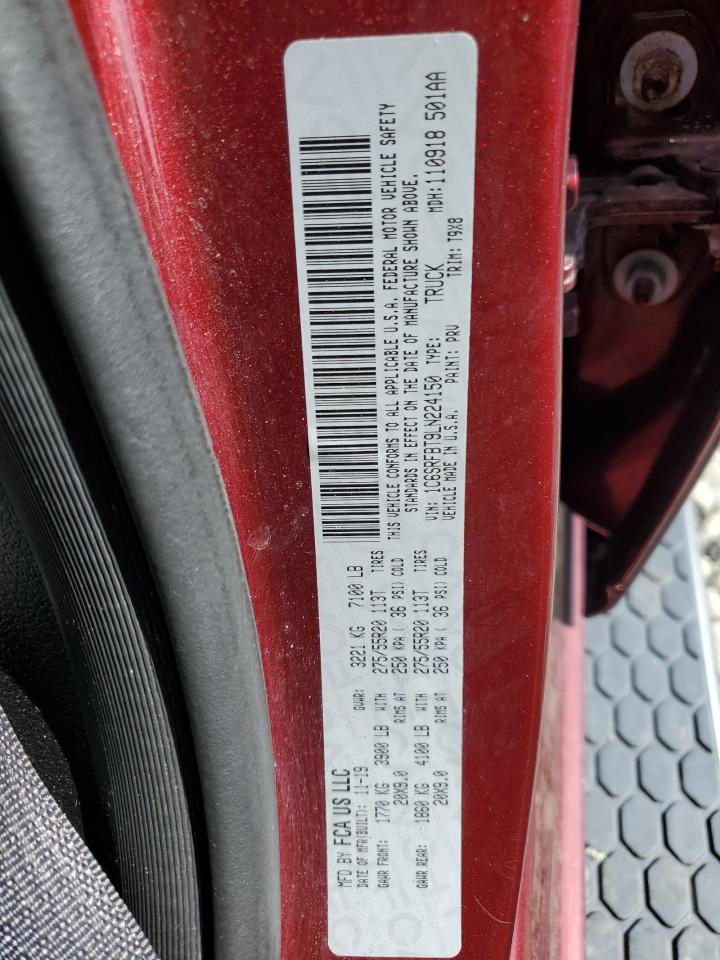 MFD BY FCA US LLC
DATE OF MFR(BUILT): 11-19 GVWR: 3221 KG 7100 LB
GAWR FRONT: 1770 KG 3900 LB WITH 275/55R20 113T TIRES
20X9.0 RIMS AT 250 KPA ( 36 PSI) COLD
GAWR REAR: 1860 KG 4100 LB WITH 275/55R20 113T TIRES
20X9.0 RIMS AT 250 KPA ( 36 PSI) COLD
THIS VEHICLE CONFORMS TO ALL APPLICABLE U.S.A. FEDERAL MOTOR VEHICLE SAFETY
STANDARDS IN EFFECT ON THE DATE OF MANUFACTURE SHOWN ABOVE.
VIN: 1C6SRFBT9LN224150 TYPE: TRUCK MDH: 110918 501AA
VEHICLE MADE IN U.S.A. PAINT: PRV TRIM: T9X8